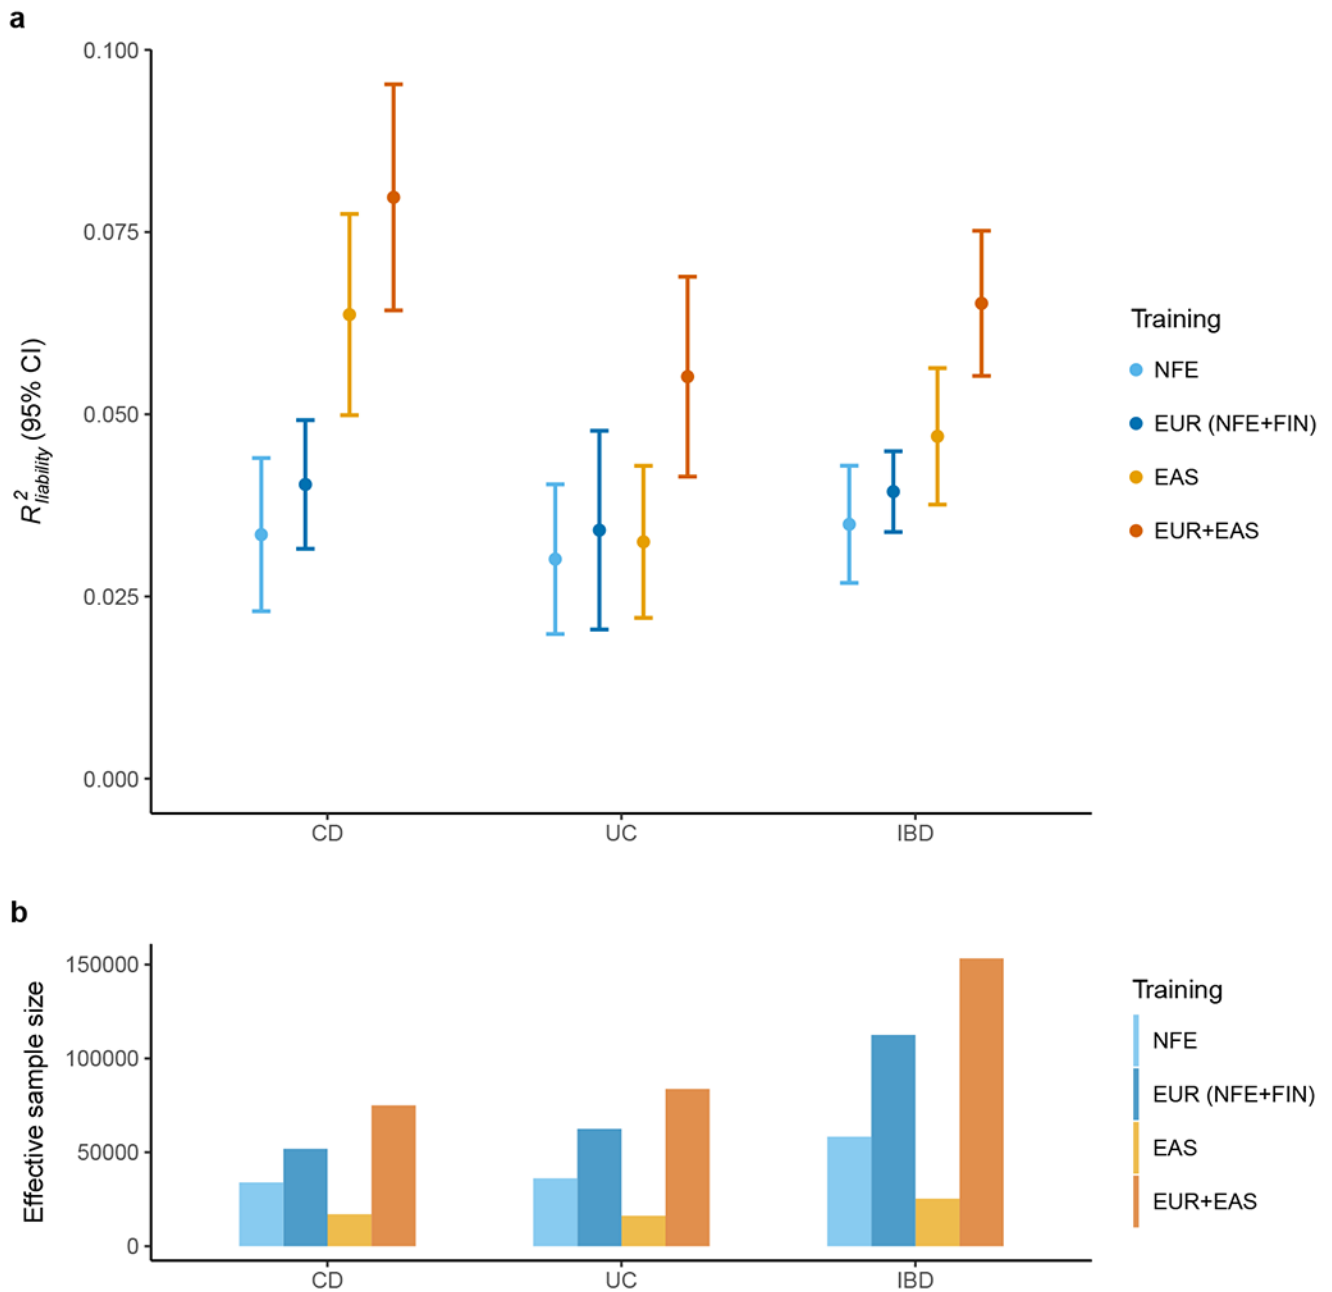 a
0.100
0.075
0.050
0.025
0.000
R²liability (95% CI)
CD
UC
IBD
Training
NFE
EUR (NFE+FIN)
EAS
EUR+EAS
b
150000
100000
50000
0
Effective sample size
CD
UC
IBD
Training
NFE
EUR (NFE+FIN)
EAS
EUR+EAS